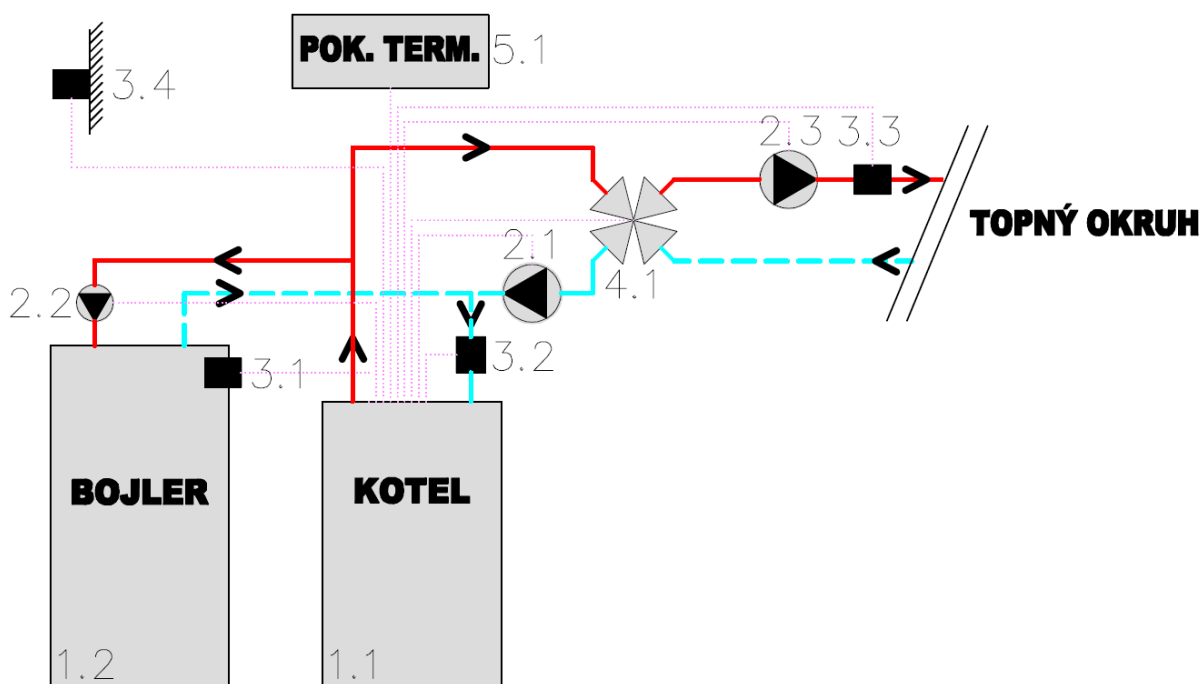 POK. TERM.
5.1
3.4
2.3
3.3
TOPNÝ OKRUH
2.1
4.1
2.2
3.1
3.2
BOJLER
KOTEL
1.2
1.1